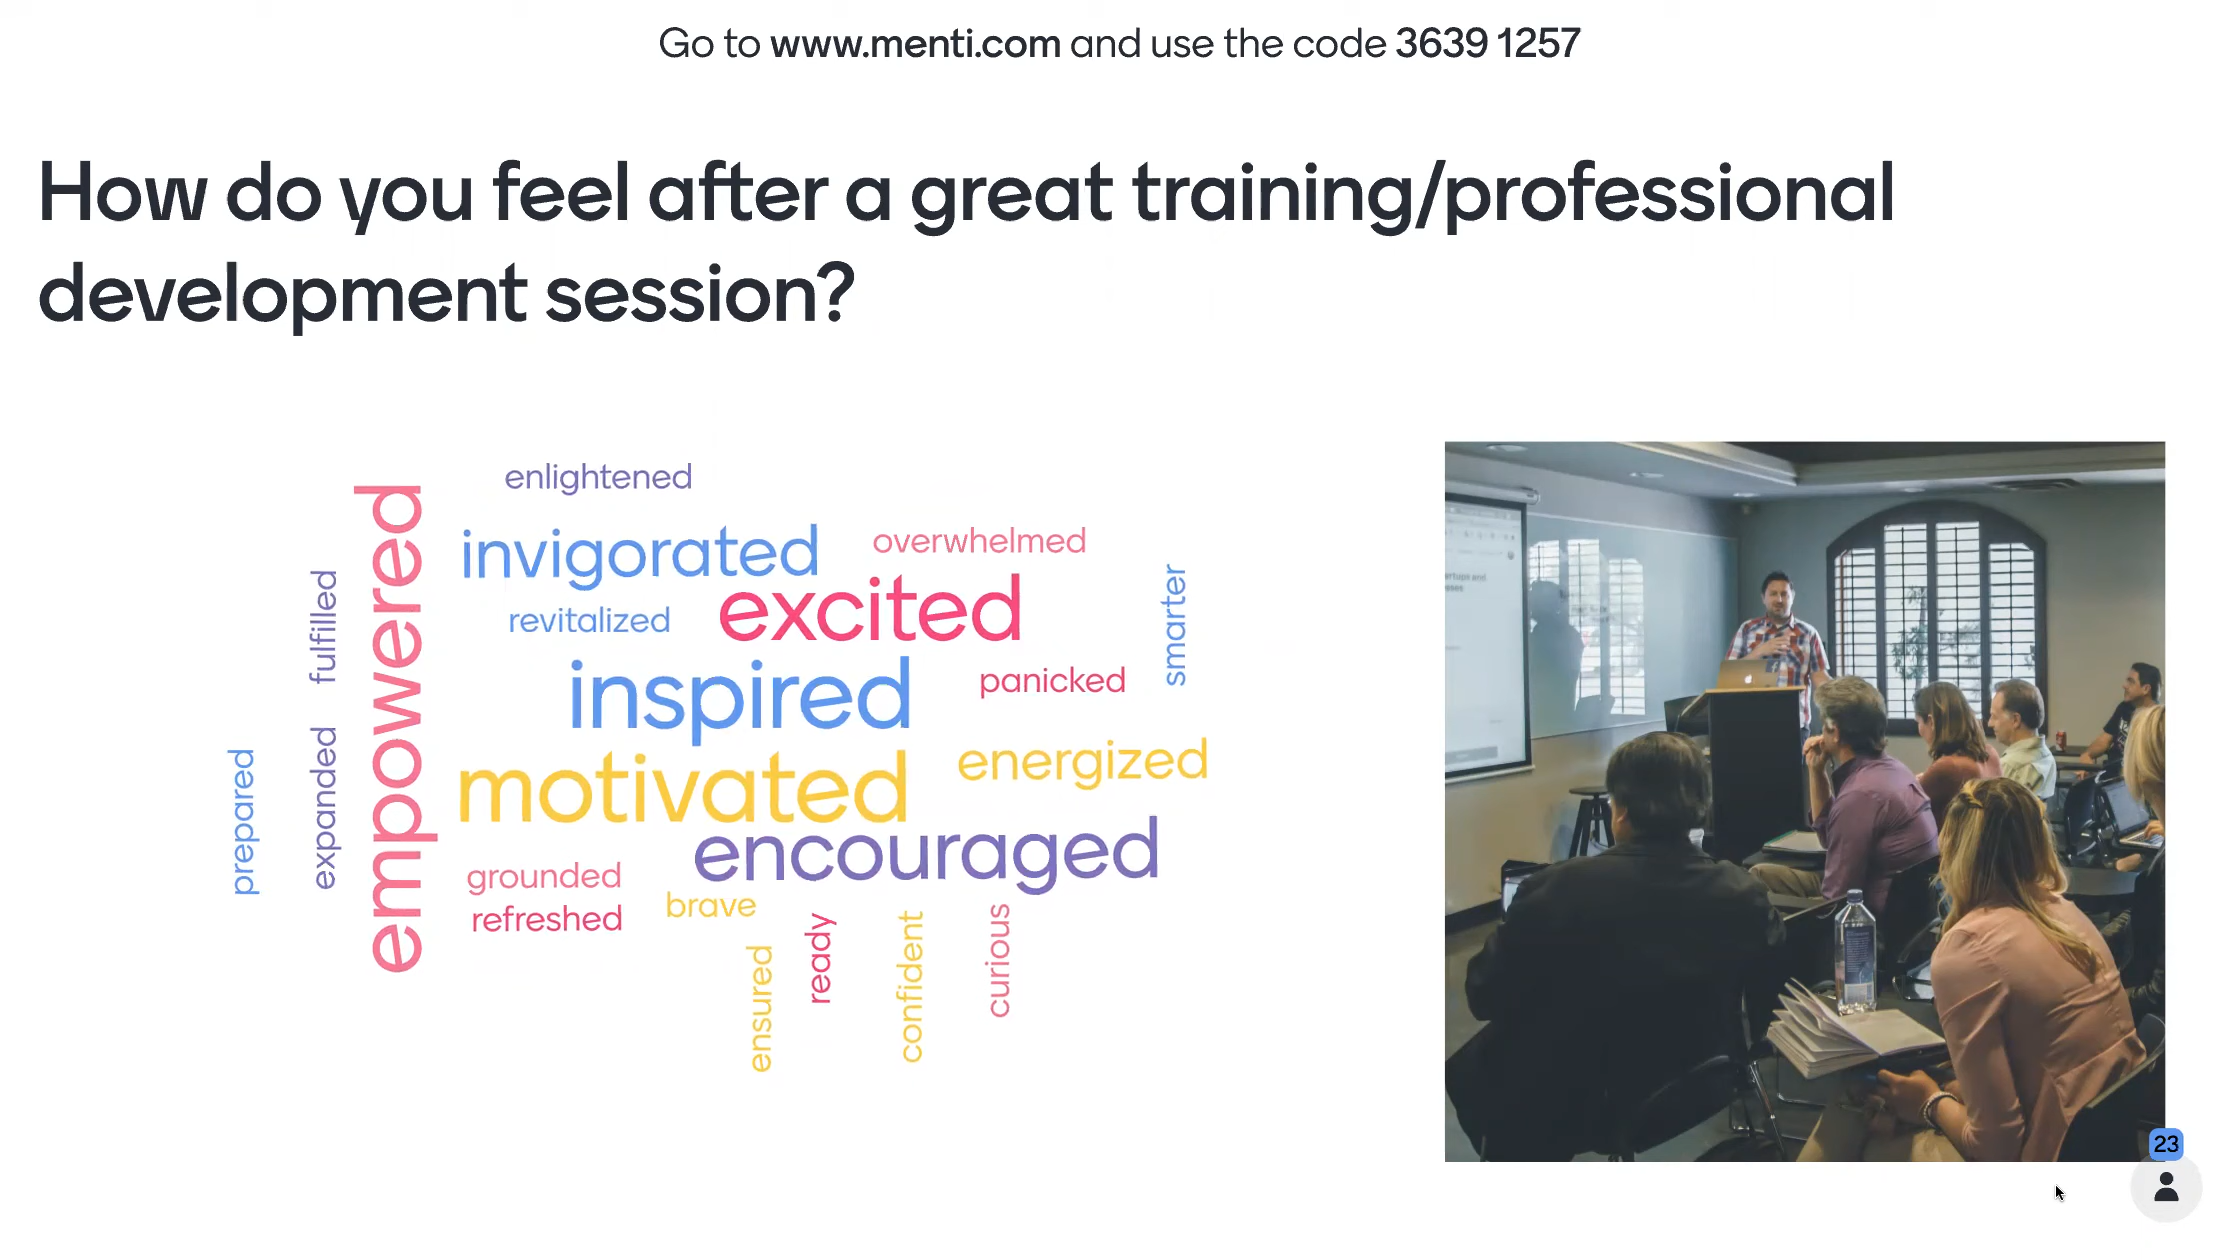 Go to www.menti.com and use the code 3639 1257
How do you feel after a great training/professional
development session?
enlightened
invigorated
overwhelmed
excited
revitalized
smarter
fulfilled
empowered
inspired
panicked
motivated
energized
prepared
expanded
encouraged
grounded
brave
refreshed
ensured
ready
confident
curious
23